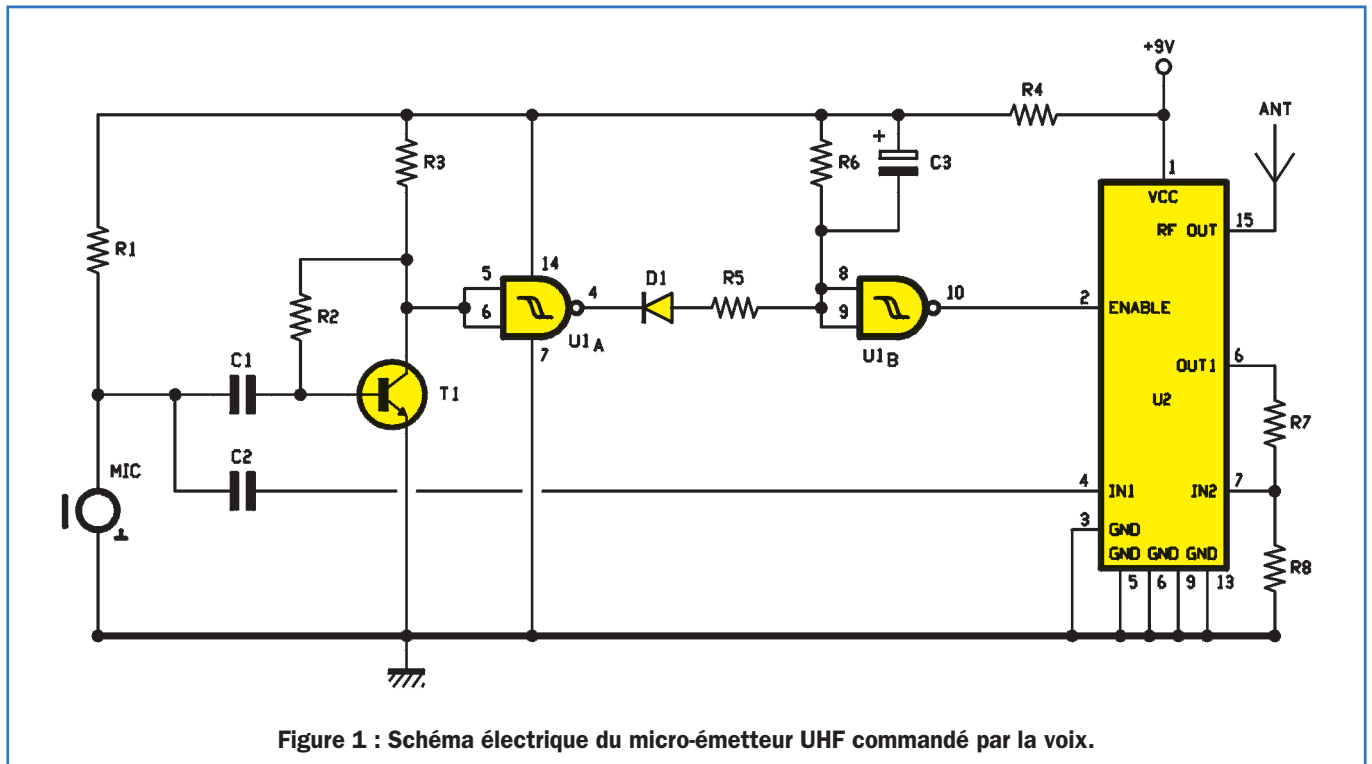 +9V
R4
ANT
+
R3
R6
C3
1
VCC
RF OUT
15
R1
5
14
D1
R5
8
6
4
9
10
2
ENABLE
R2
U1A
7
U1B
OUT1
6
C1
T1
U2
R7
C2
MIC
4
IN1
IN2
7
3
GND
GND GND GND
R8
5
6
9
13
Figure 1 : Schéma électrique du micro-émetteur UHF commandé par la voix.